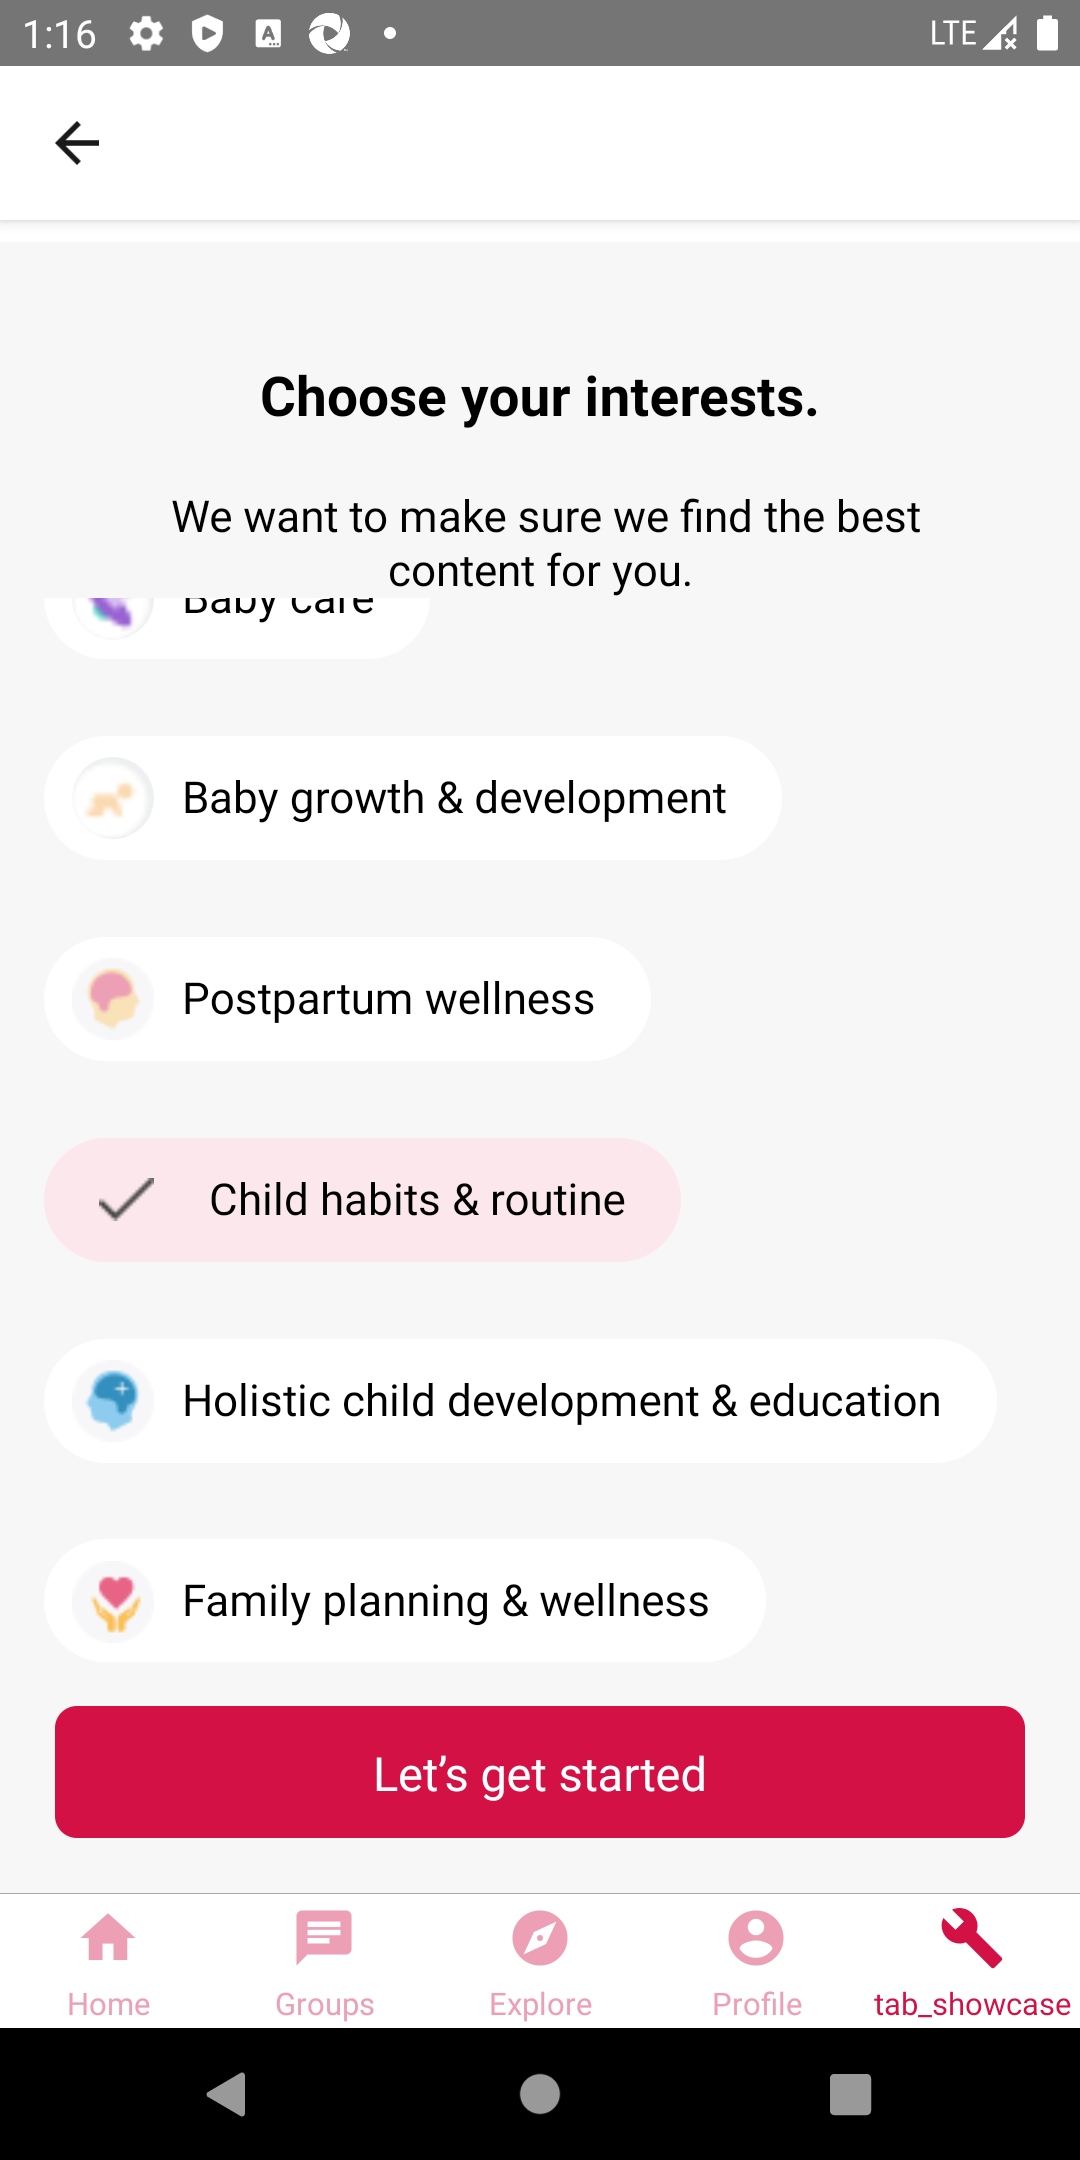 1:16
LTE
Choose your interests.
We want to make sure we find the best
content for you.
Baby care
Baby growth & development
Postpartum wellness
Child habits & routine
Holistic child development & education
Family planning & wellness
Let’s get started
Home
Groups
Explore
Profile
tab_showcase